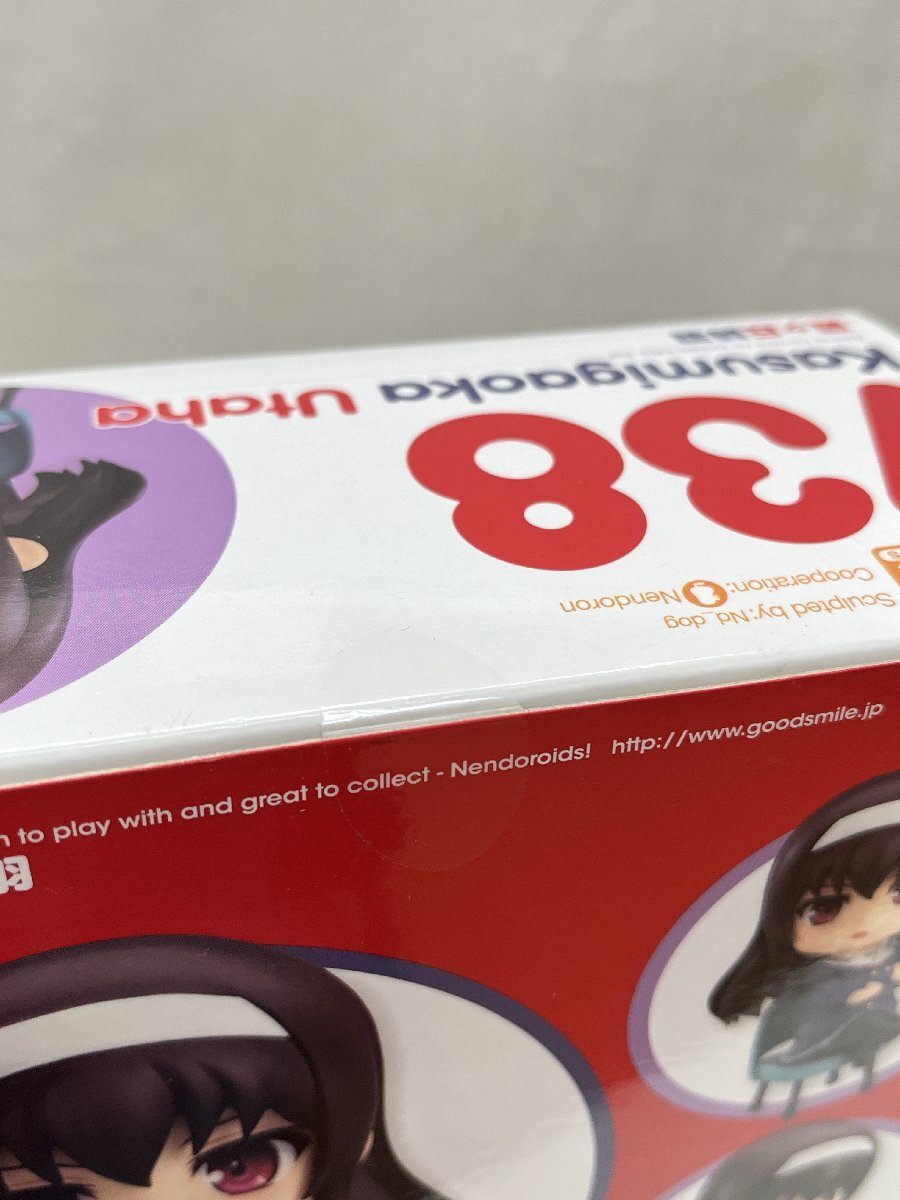 Kasumigaoka Utaha
38
Sculpted by:Nd_dog
Cooperation: Nendoron
to play with and great to collect - Nendoroids! http://www.goodsmile.jp